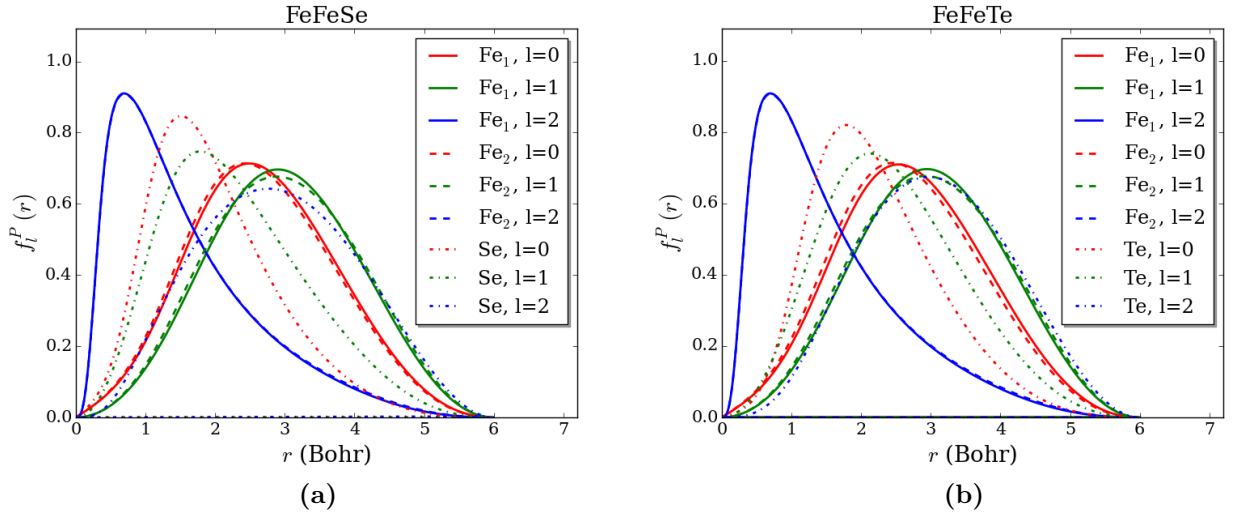 FeFeSe
f_l^P(r)
1.0
0.8
0.6
0.4
0.2
0.0
0 1 2 3 4 5 6 7
r (Bohr)
Fe₁, l=0
Fe₁, l=1
Fe₁, l=2
Fe₂, l=0
Fe₂, l=1
Fe₂, l=2
Se, l=0
Se, l=1
Se, l=2
(a)
FeFeTe
f_l^P(r)
1.0
0.8
0.6
0.4
0.2
0.0
0 1 2 3 4 5 6 7
r (Bohr)
Fe₁, l=0
Fe₁, l=1
Fe₁, l=2
Fe₂, l=0
Fe₂, l=1
Fe₂, l=2
Te, l=0
Te, l=1
Te, l=2
(b)